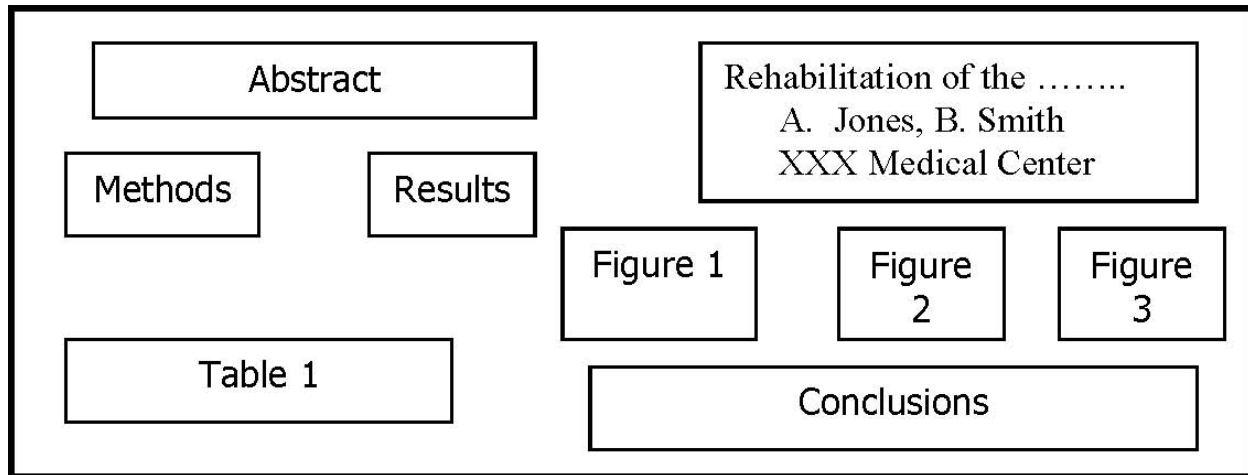 Abstract
Rehabilitation of the ……..
A. Jones, B. Smith
XXX Medical Center
Methods
Results
Figure 1
Figure
2
Figure
3
Table 1
Conclusions